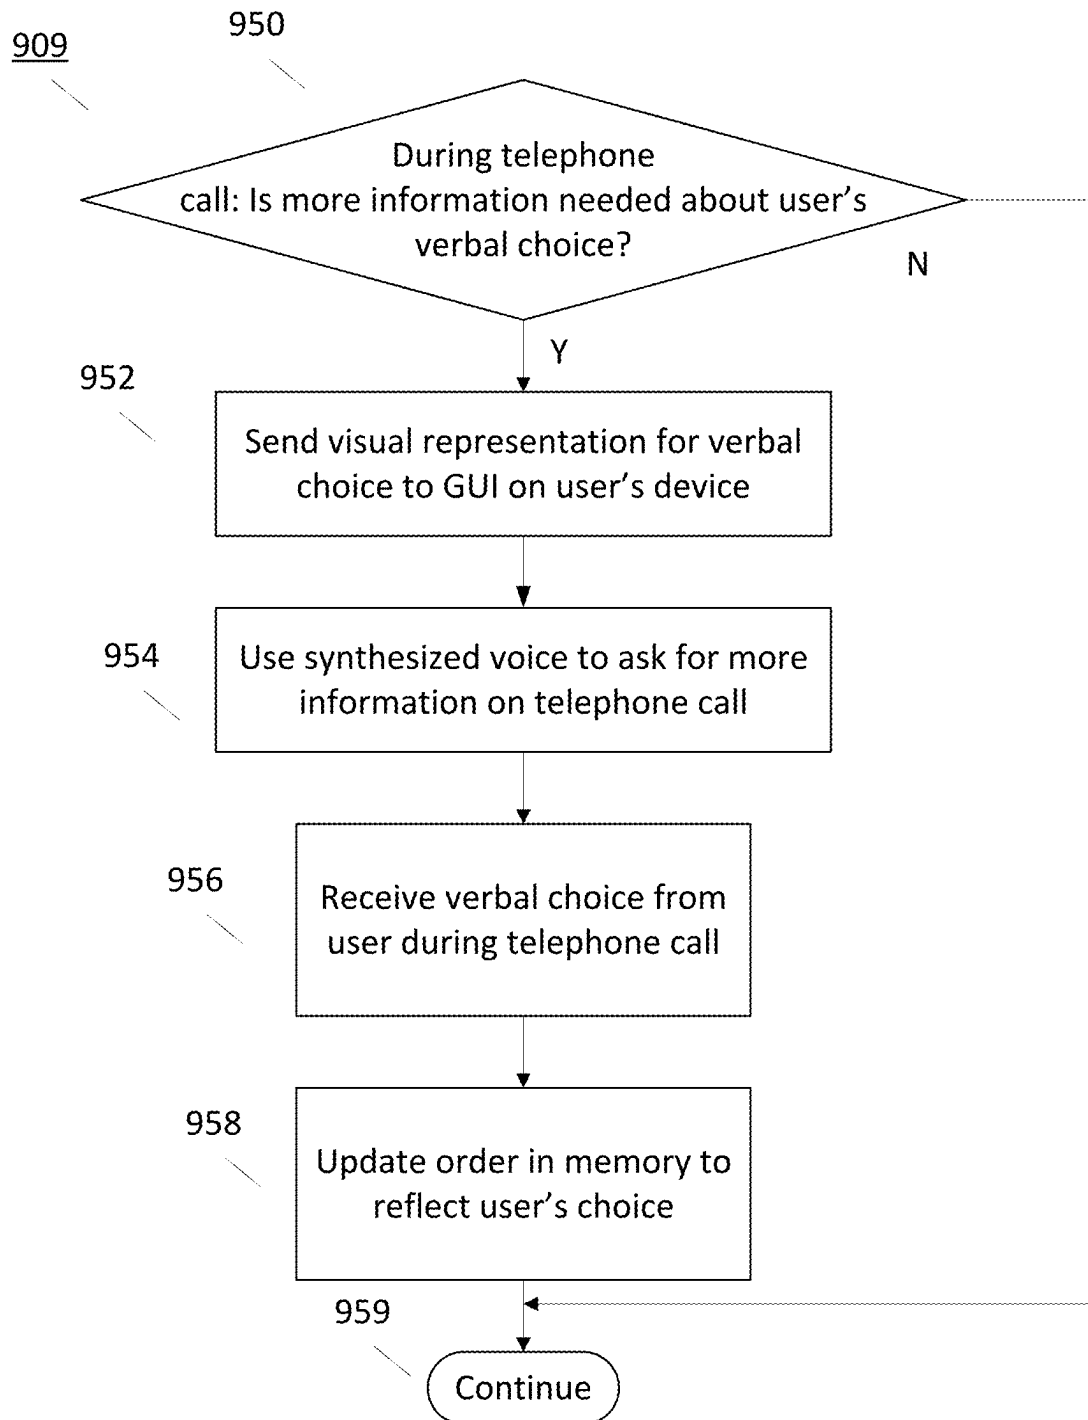 909
950
During telephone
call: Is more information needed about user's
verbal choice?
N
Y
952
Send visual representation for verbal
choice to GUI on user's device
954
Use synthesized voice to ask for more
information on telephone call
956
Receive verbal choice from
user during telephone call
958
Update order in memory to
reflect user's choice
959
Continue